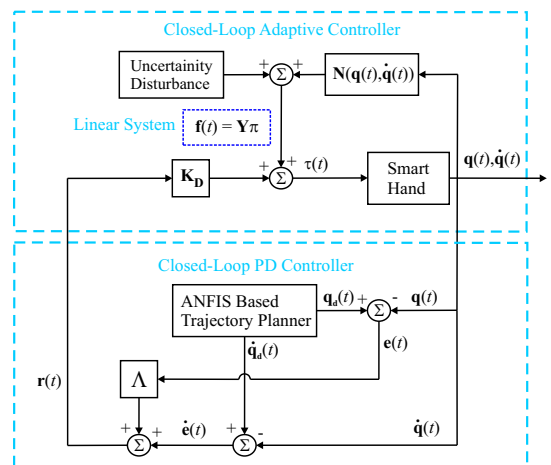 Closed-Loop Adaptive Controller
Uncertainity
Disturbance
+
Σ
+
N(q(t),q̇(t))
Linear System
f(t) = Yπ
K_D
+
+
Σ
τ(t)
Smart
Hand
q(t),q̇(t)
Closed-Loop PD Controller
ANFIS Based
Trajectory Planner
q_d(t)
+
Σ
-
q(t)
q̇_d(t)
e(t)
r(t)
Λ
+
Σ
+
ė(t)
+
Σ
-
q̇(t)